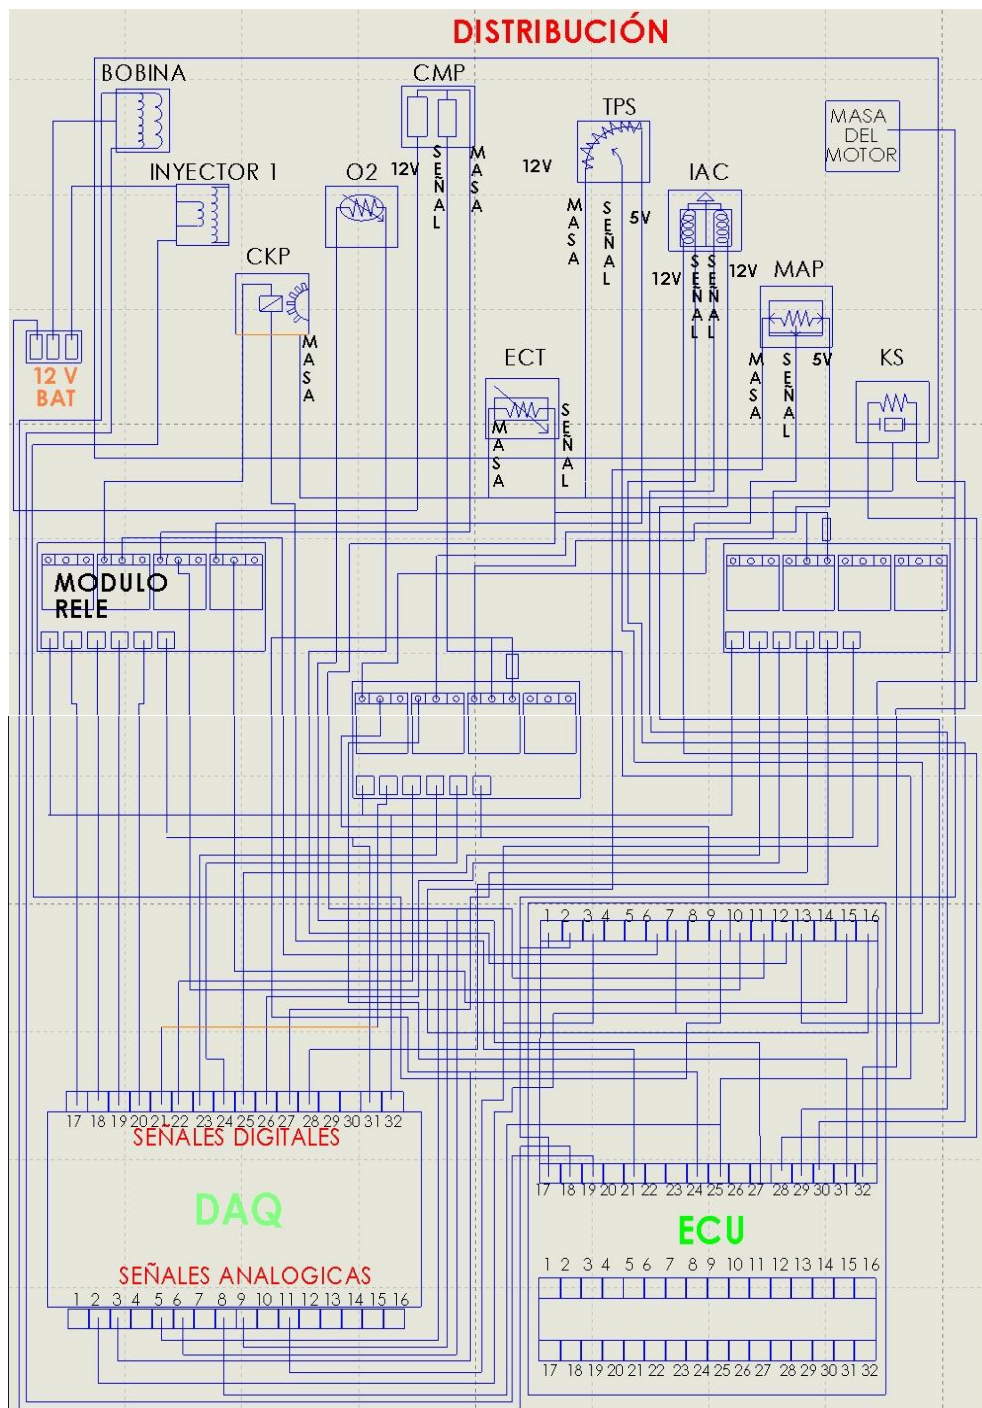 DISTRIBUCIÓN
BOBINA
CMP
TPS
MASA
DEL
MOTOR
INYECTOR 1
O2
12V
SEÑAL
MASA
12V
IAC
MASA
SEÑAL
5V
CKP
12V
SEÑAL
SEÑAL
12V
MAP
MASA
12 V
BAT
ECT
MASA
SEÑAL
5V
KS
MASA
SEÑAL
MODULO
RELE
1 2 3 4 5 6 7 8 9 10 11 12 13 14 15 16
17 18 19 20 21 22 23 24 25 26 27 28 29 30 31 32
SEÑALES DIGITALES
DAQ
SEÑALES ANALOGICAS
1 2 3 4 5 6 7 8 9 10 11 12 13 14 15 16
17 18 19 20 21 22 23 24 25 26 27 28 29 30 31 32
ECU
1 2 3 4 5 6 7 8 9 10 11 12 13 14 15 16
17 18 19 20 21 22 23 24 25 26 27 28 29 30 31 32